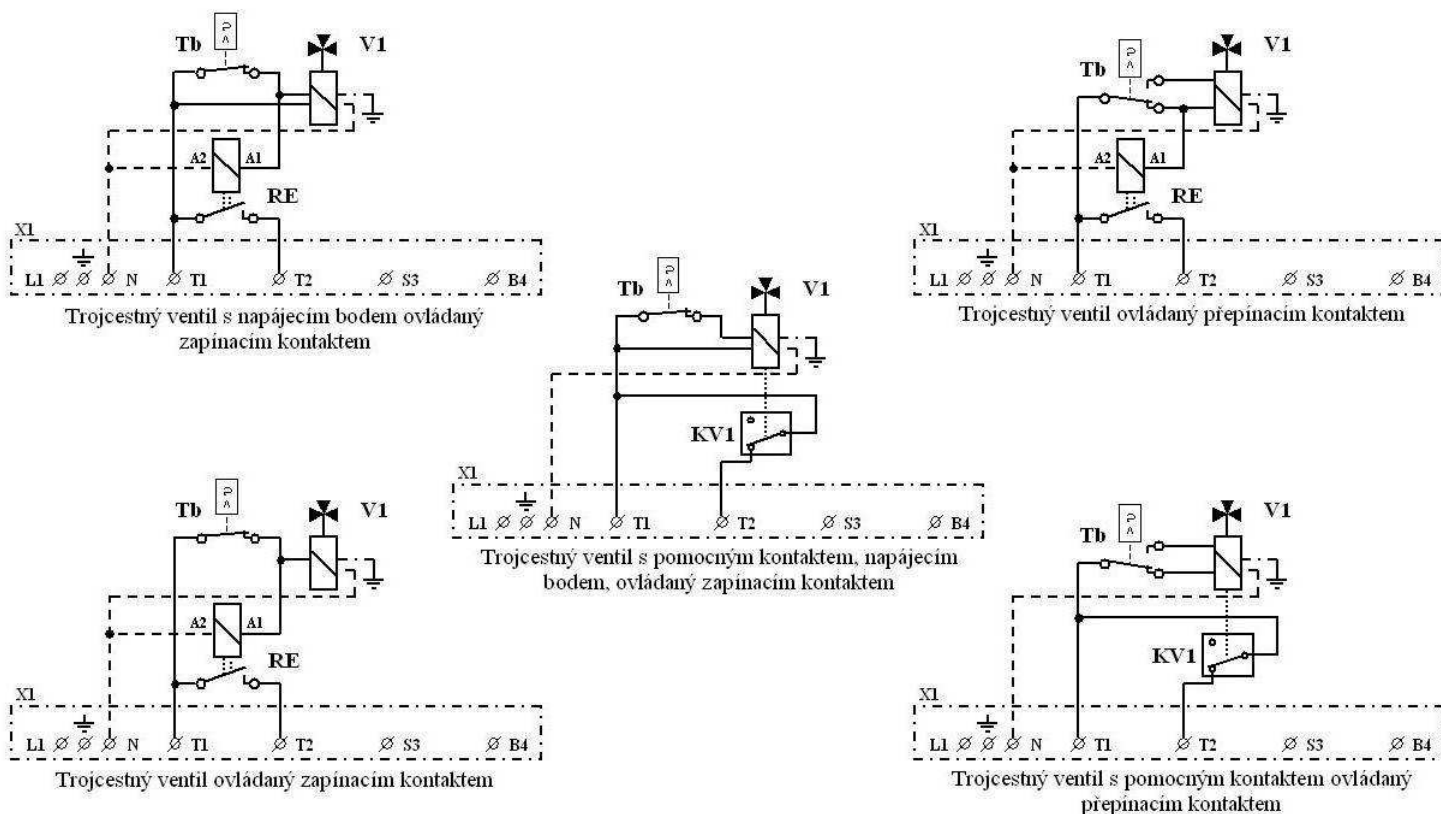 Tb
V1
A2 A1
RE
X1
L1 N T1 T2 S3 B4
Trojcestný ventil s napájecím bodem ovládaný
zapínacím kontaktem
Tb
V1
A2 A1
RE
X1
L1 N T1 T2 S3 B4
Trojcestný ventil ovládaný přepínacím kontaktem
Tb
V1
KV1
X1
L1 N T1 T2 S3 B4
Trojcestný ventil s pomocným kontaktem, napájecím
bodem, ovládaný zapínacím kontaktem
Tb
V1
A2 A1
RE
X1
L1 N T1 T2 S3 B4
Trojcestný ventil ovládaný zapínacím kontaktem
Tb
V1
KV1
X1
L1 N T1 T2 S3 B4
Trojcestný ventil s pomocným kontaktem ovládaný
přepínacím kontaktem